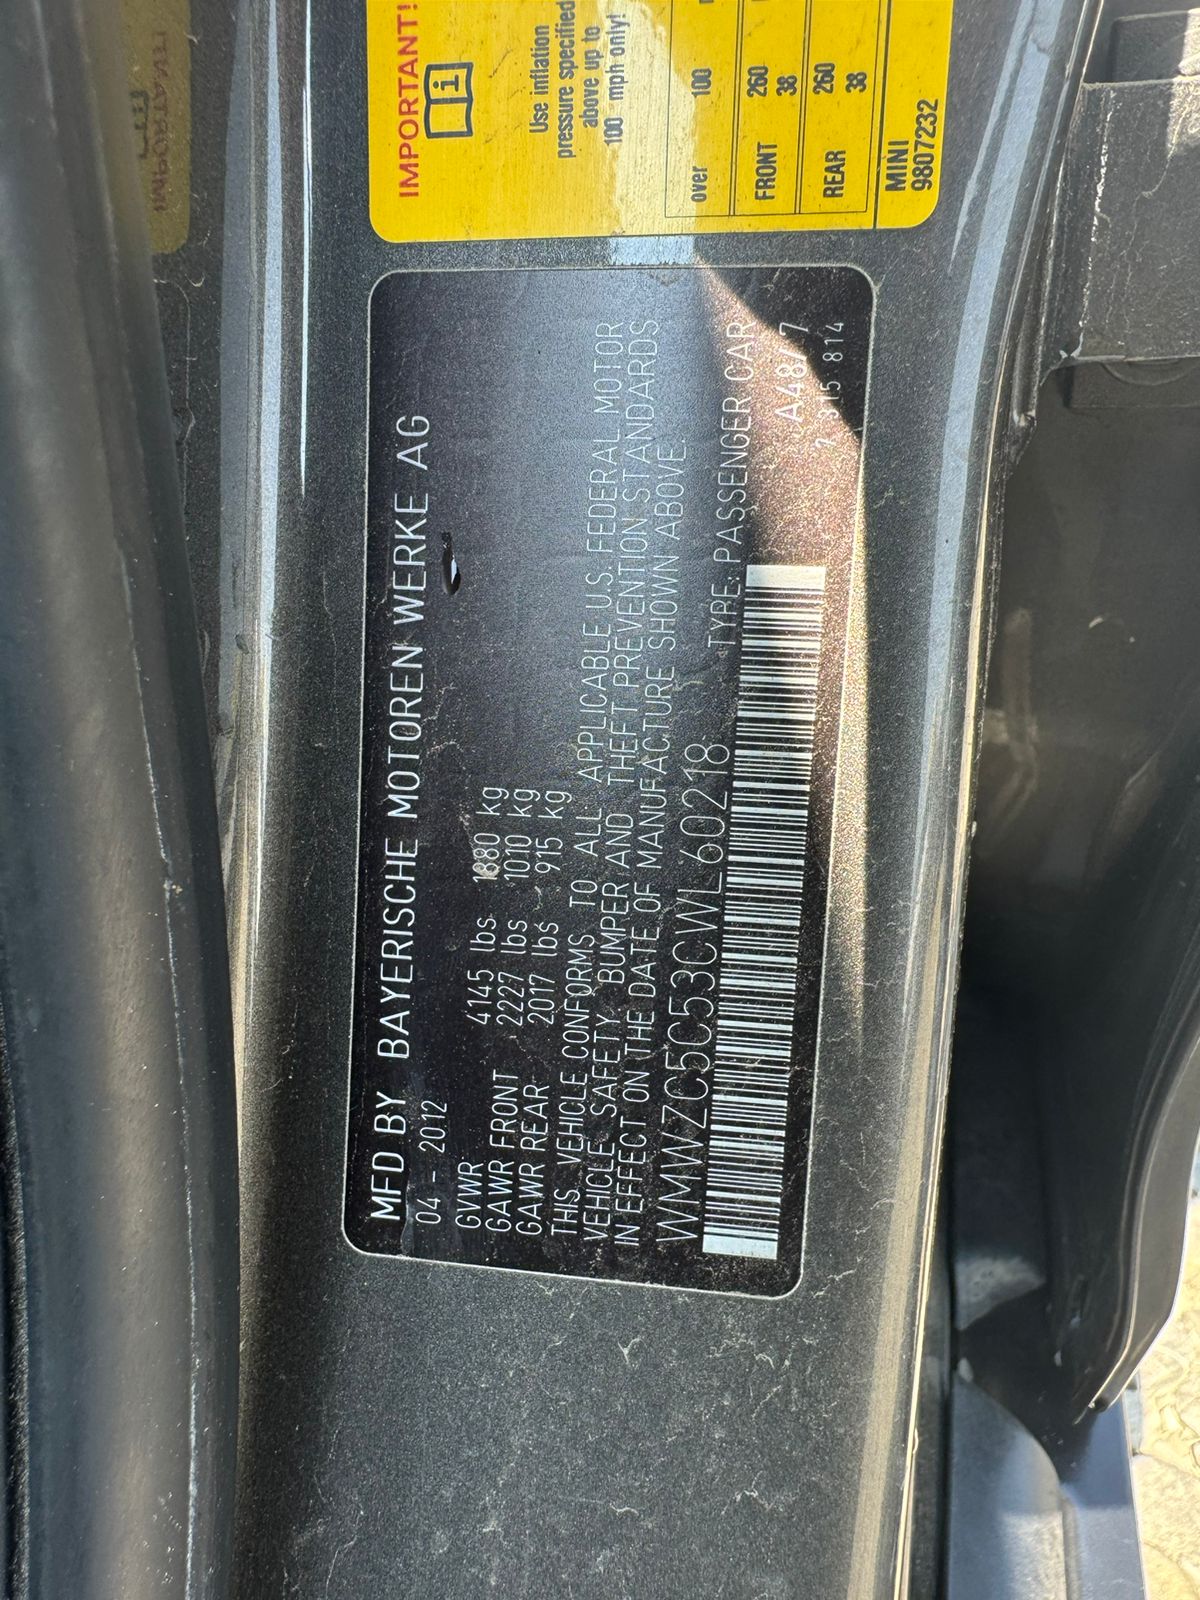 IMPORTANT!
Use inflation
pressure specified
above up to
100 mph only!
over 100
FRONT 260
38
REAR 260
38
MINI
9807232
MFD BY BAYERISCHE MOTOREN WERKE AG
04 - 2012
GVWR 4145 lbs 1880 kg
GAWR FRONT 2227 lbs 1010 kg
GAWR REAR 2017 lbs 915 kg
THIS VEHICLE CONFORMS TO ALL APPLICABLE U.S. FEDERAL MOTOR
VEHICLE SAFETY, BUMPER AND THEFT PREVENTION STANDARDS
IN EFFECT ON THE DATE OF MANUFACTURE SHOWN ABOVE.
WMWZC5C53CWL60218 TYPE: PASSENGER CAR
A48/7
7 315 814